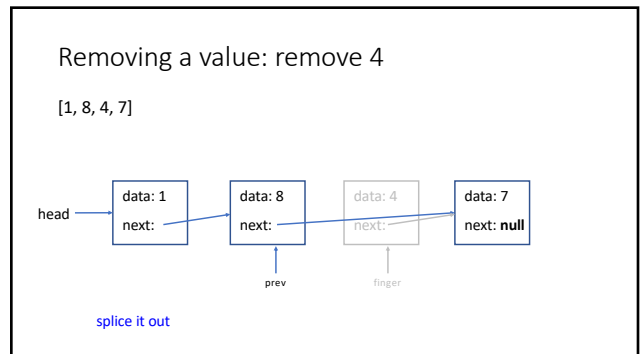 Removing a value: remove 4
[1, 8, 4, 7]
head
data: 1
next:
data: 8
next:
data: 4
next:
data: 7
next: null
prev
finger
splice it out